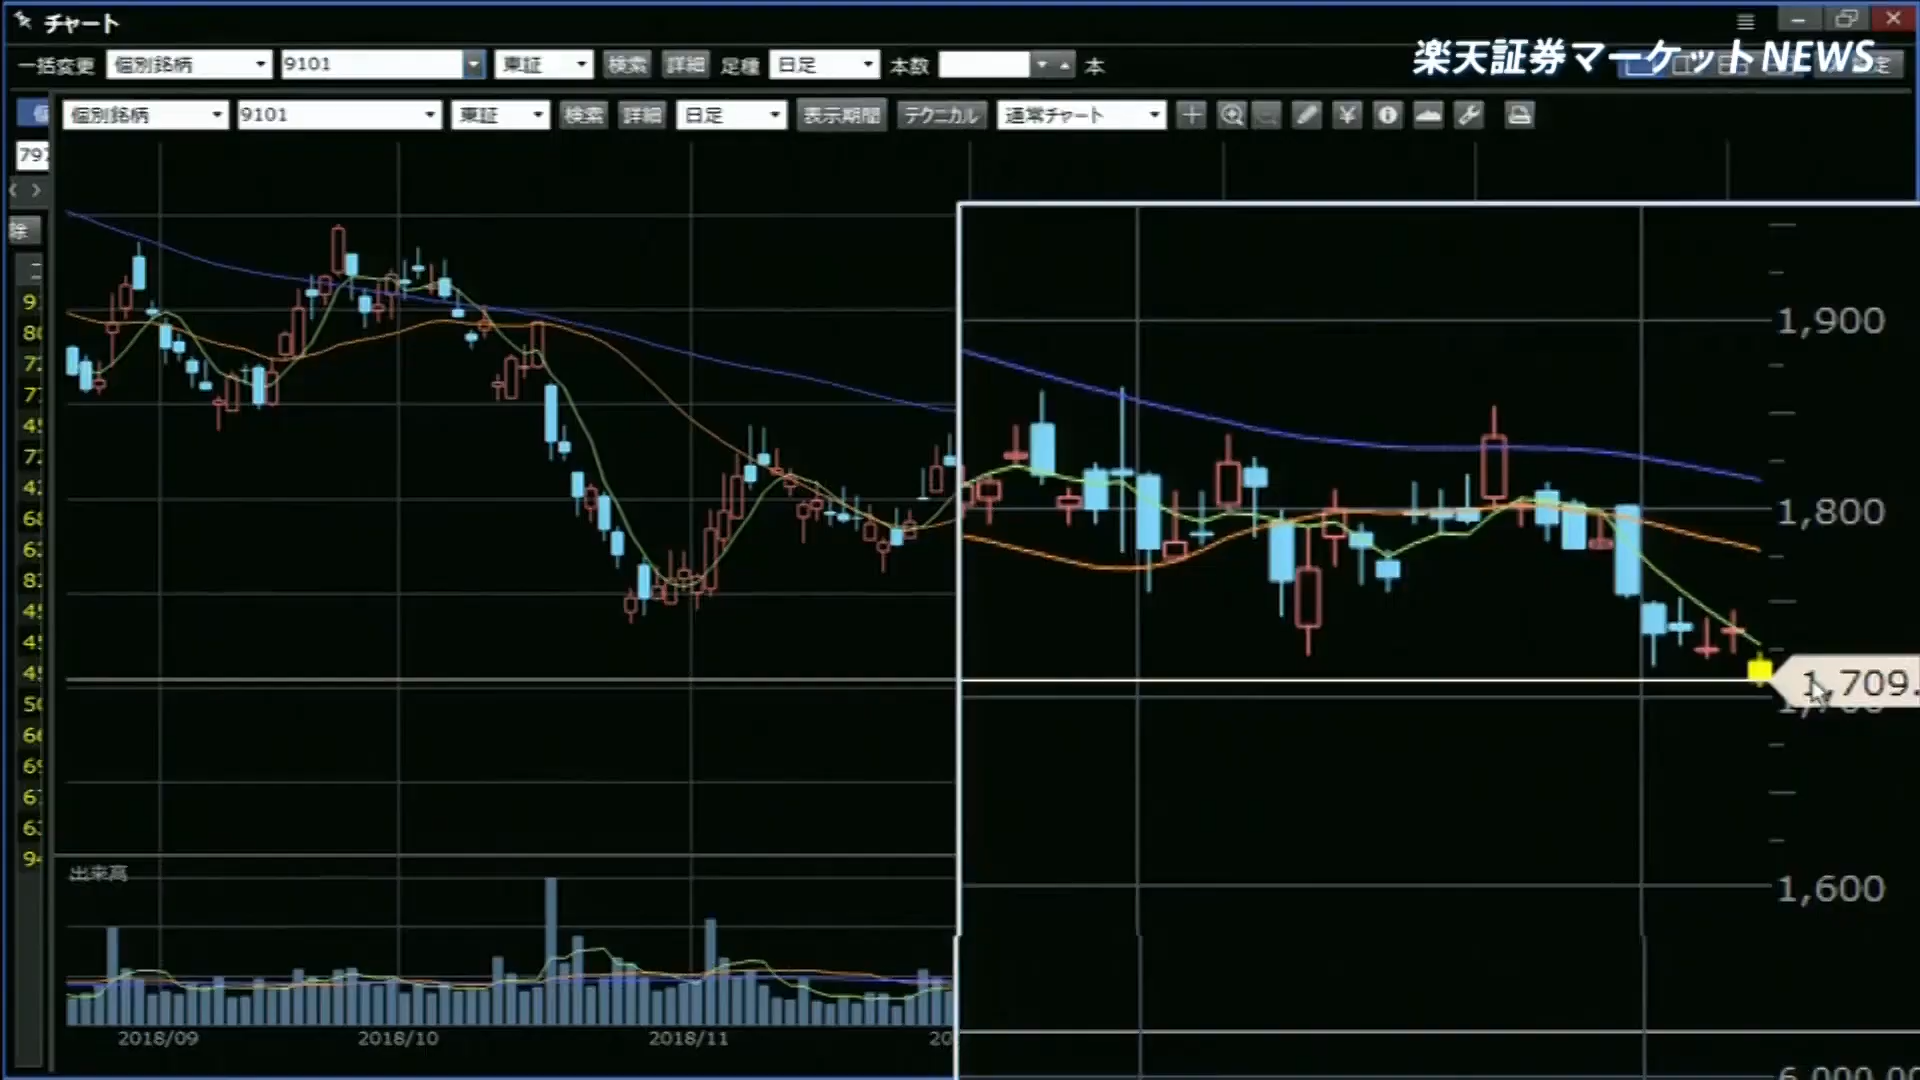 チャート
楽天証券マーケットNEWS
一括変更 個別銘柄 9101 東証 検索 詳細 足種 日足 本数 本
個別銘柄 9101 東証 検索 詳細 日足 表示期間 テクニカル 通常チャート
797
除
1,900
1,800
1,709.
1,600
出来高
2018/09 2018/10 2018/11 20